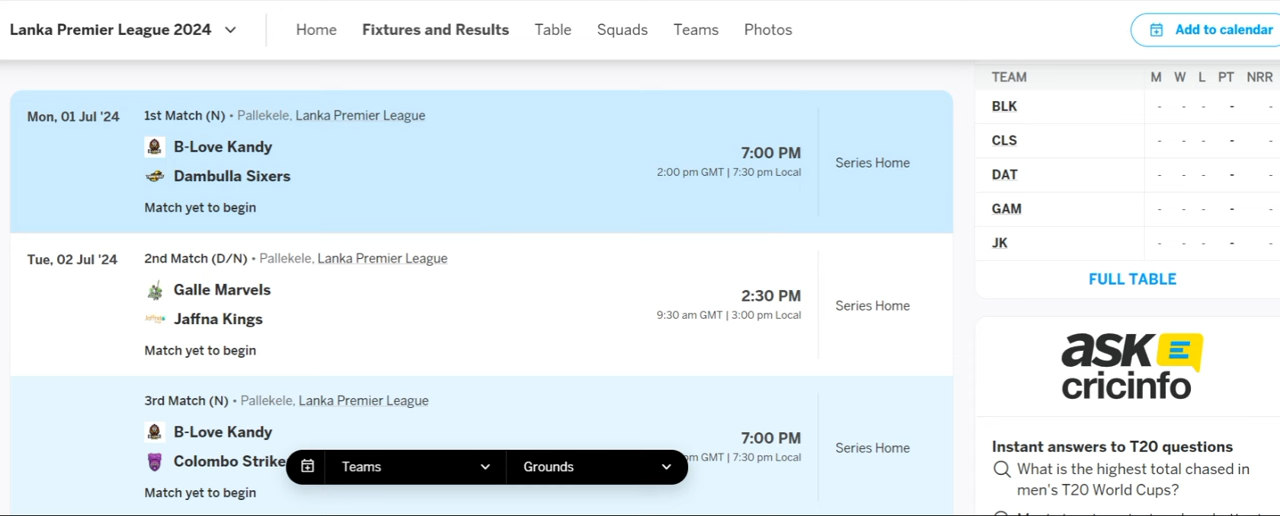 Lanka Premier League 2024
Home
Fixtures and Results
Table
Squads
Teams
Photos
Add to calendar
Mon, 01 Jul '24
1st Match (N) • Pallekele, Lanka Premier League
B-Love Kandy
Dambulla Sixers
Match yet to begin
7:00 PM
2:00 pm GMT | 7:30 pm Local
Series Home
Tue, 02 Jul '24
2nd Match (D/N) • Pallekele, Lanka Premier League
Galle Marvels
Jaffna Kings
Match yet to begin
2:30 PM
9:30 am GMT | 3:00 pm Local
Series Home
3rd Match (N) • Pallekele, Lanka Premier League
B-Love Kandy
Colombo Strike
Match yet to begin
7:00 PM
pm GMT | 7:30 pm Local
Series Home
Teams
Grounds
TEAM M W L PT NRR
BLK - - - - -
CLS - - - - -
DAT - - - - -
GAM - - - - -
JK - - - - -
FULL TABLE
ask
cricinfo
Instant answers to T20 questions
What is the highest total chased in
men's T20 World Cups?